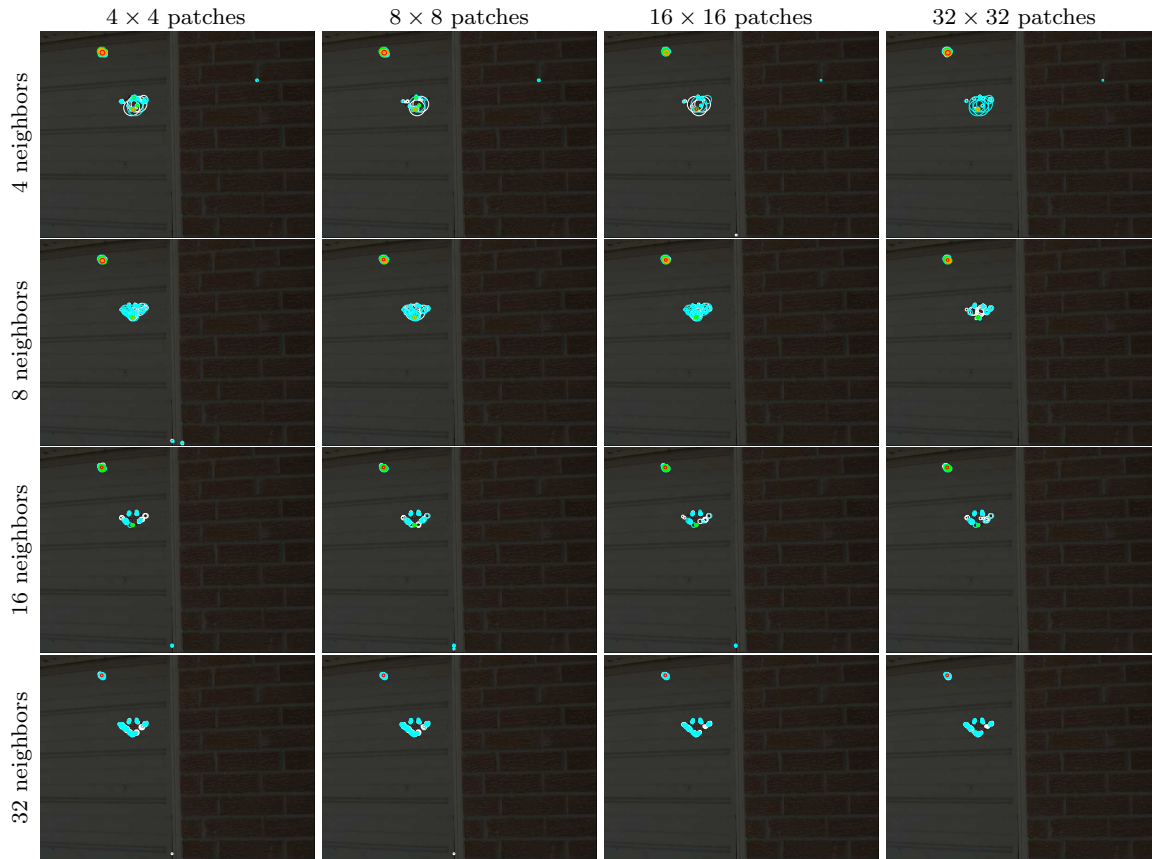 4 × 4 patches
8 × 8 patches
16 × 16 patches
32 × 32 patches
4 neighbors
8 neighbors
16 neighbors
32 neighbors